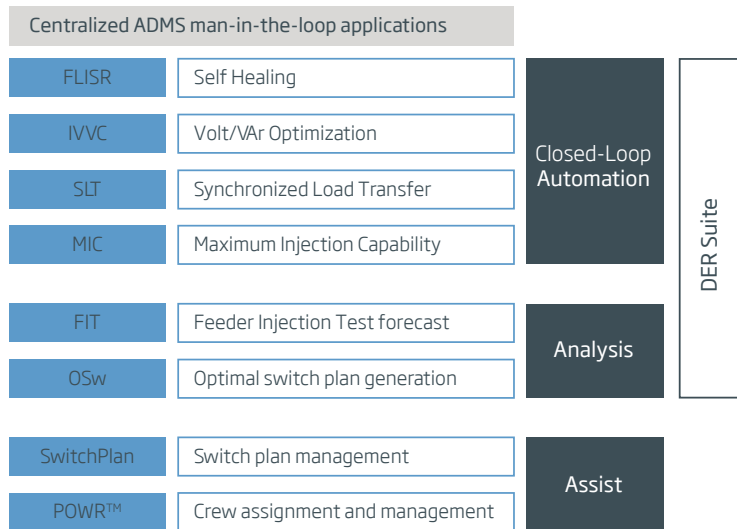 Centralized ADMS man-in-the-loop applications
FLISR
Self Healing
IVVC
Volt/VAr Optimization
SLT
Synchronized Load Transfer
MIC
Maximum Injection Capability
Closed-Loop
Automation
FIT
Feeder Injection Test forecast
OSw
Optimal switch plan generation
Analysis
DER Suite
SwitchPlan
Switch plan management
POWR™
Crew assignment and management
Assist